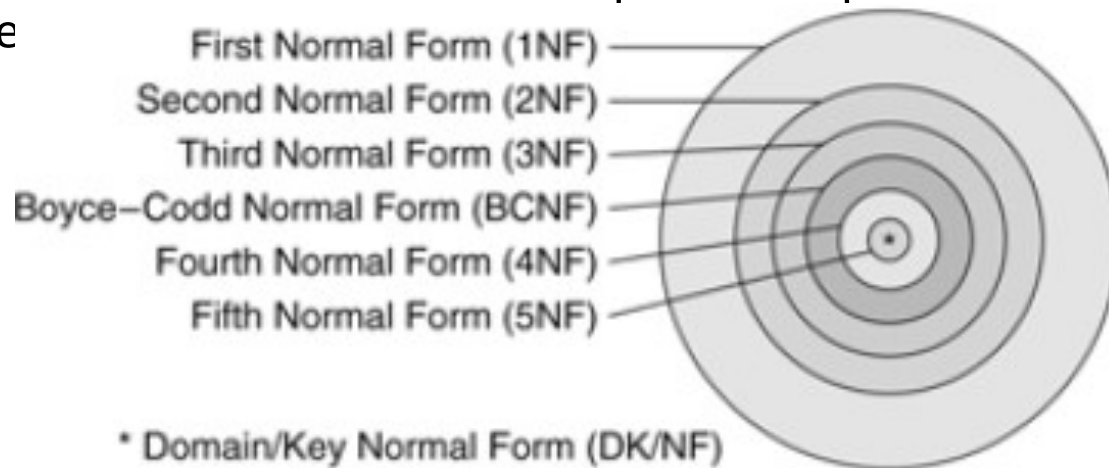 e
First Normal Form (1NF)
Second Normal Form (2NF)
Third Normal Form (3NF)
Boyce–Codd Normal Form (BCNF)
Fourth Normal Form (4NF)
Fifth Normal Form (5NF)
*
* Domain/Key Normal Form (DK/NF)